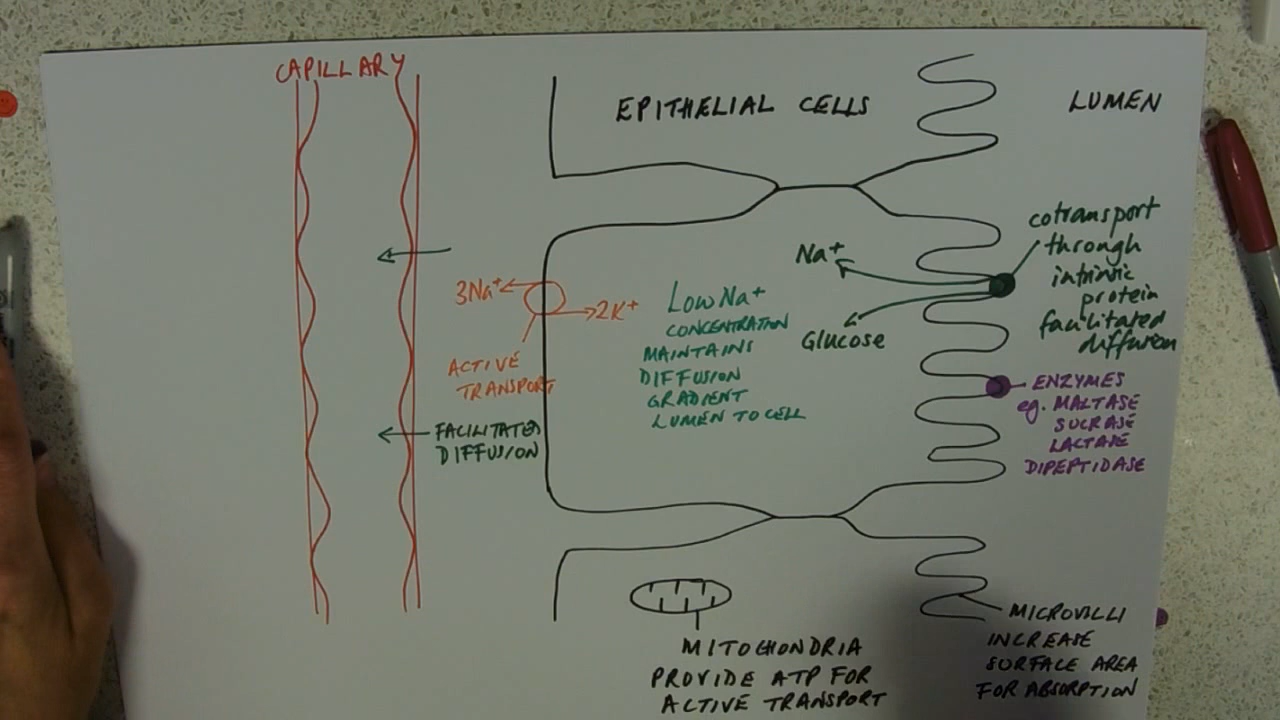 CAPILLARY
EPITHELIAL CELLS
LUMEN
cotransport
through
intrinsic
protein
facilitated
diffusion
Na+
Glucose
3Na+
2K+
ACTIVE
TRANSPORT
Low Na+
CONCENTRATION
MAINTAINS
DIFFUSION
GRADIENT
LUMEN TO CELL
FACILITATED
DIFFUSION
ENZYMES
eg. MALTASE
SUCRASE
LACTASE
DIPEPTIDASE
MITOCHONDRIA
PROVIDE ATP FOR
ACTIVE TRANSPORT
MICROVILLI
INCREASE
SURFACE AREA
FOR ABSORPTION